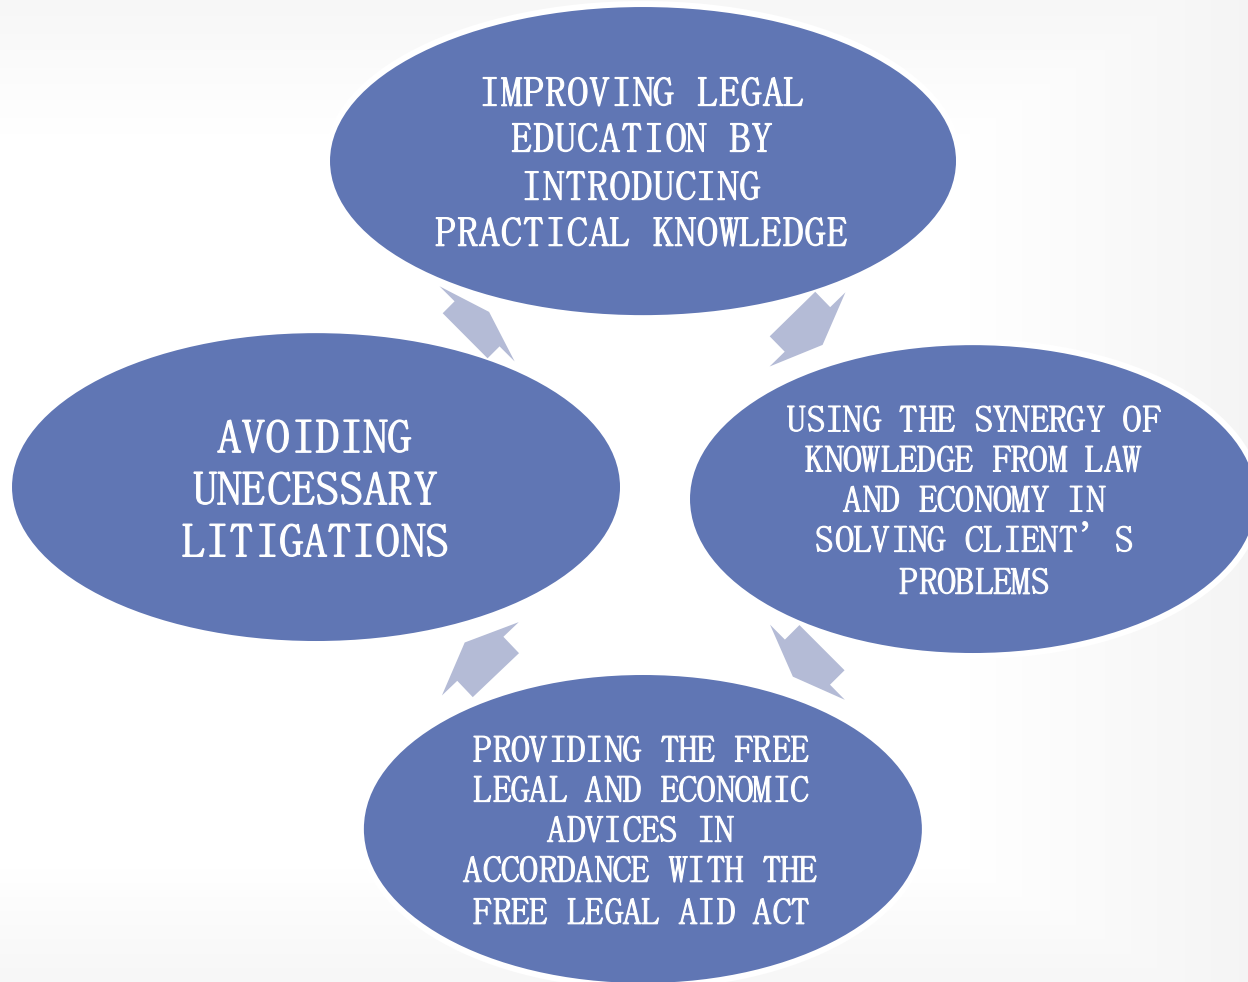 IMPROVING LEGAL
EDUCATION BY
INTRODUCING
PRACTICAL KNOWLEDGE
AVOIDING
UNECESSARY
LITIGATIONS
USING THE SYNERGY OF
KNOWLEDGE FROM LAW
AND ECONOMY IN
SOLVING CLIENT’S
PROBLEMS
PROVIDING THE FREE
LEGAL AND ECONOMIC
ADVICES IN
ACCORDANCE WITH THE
FREE LEGAL AID ACT